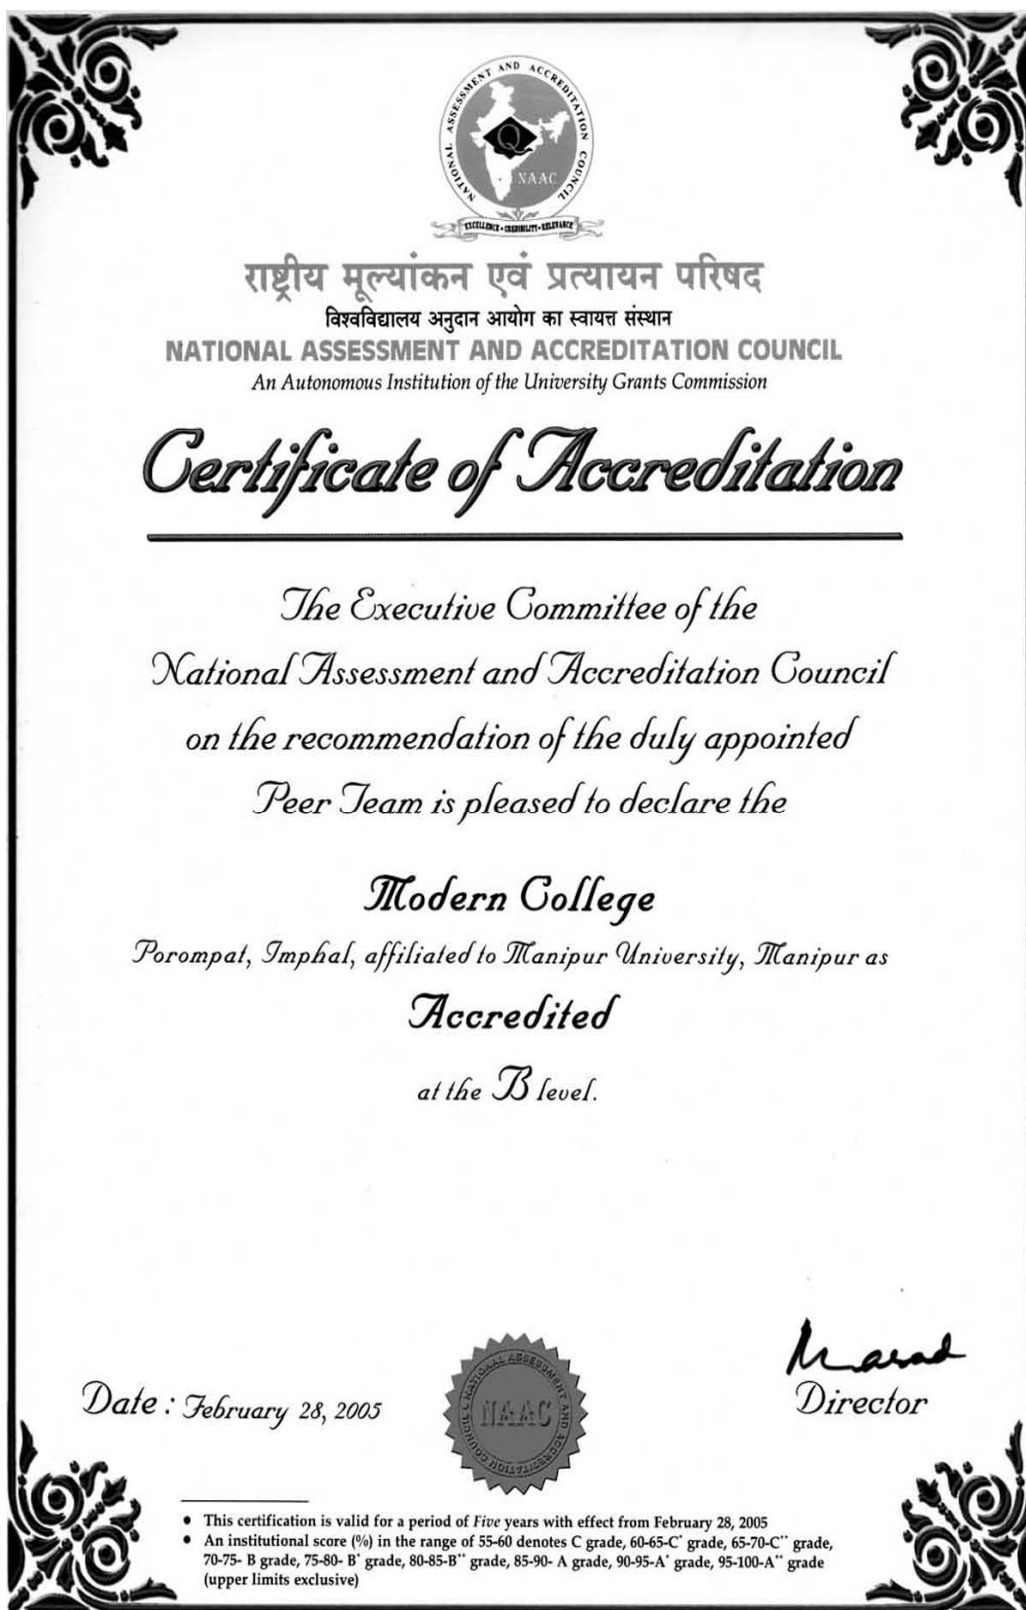 NATIONAL ASSESSMENT AND ACCREDITATION COUNCIL
Q
NAAC
EXCELLENCE • CREDIBILITY • RELEVANCE
राष्ट्रीय मूल्यांकन एवं प्रत्यायन परिषद
विश्वविद्यालय अनुदान आयोग का स्वायत्त संस्थान
NATIONAL ASSESSMENT AND ACCREDITATION COUNCIL
An Autonomous Institution of the University Grants Commission
Certificate of Accreditation
The Executive Committee of the
National Assessment and Accreditation Council
on the recommendation of the duly appointed
Peer Team is pleased to declare the
Modern College
Porompat, Imphal, affiliated to Manipur University, Manipur as
Accredited
at the B level.
Date : February 28, 2005
NATIONAL ASSESSMENT AND ACCREDITATION COUNCIL
NAAC
Director
• This certification is valid for a period of Five years with effect from February 28, 2005
• An institutional score (%) in the range of 55-60 denotes C grade, 60-65-C+ grade, 65-70-C++ grade,
70-75- B grade, 75-80- B+ grade, 80-85-B++ grade, 85-90- A grade, 90-95-A+ grade, 95-100-A++ grade
(upper limits exclusive)